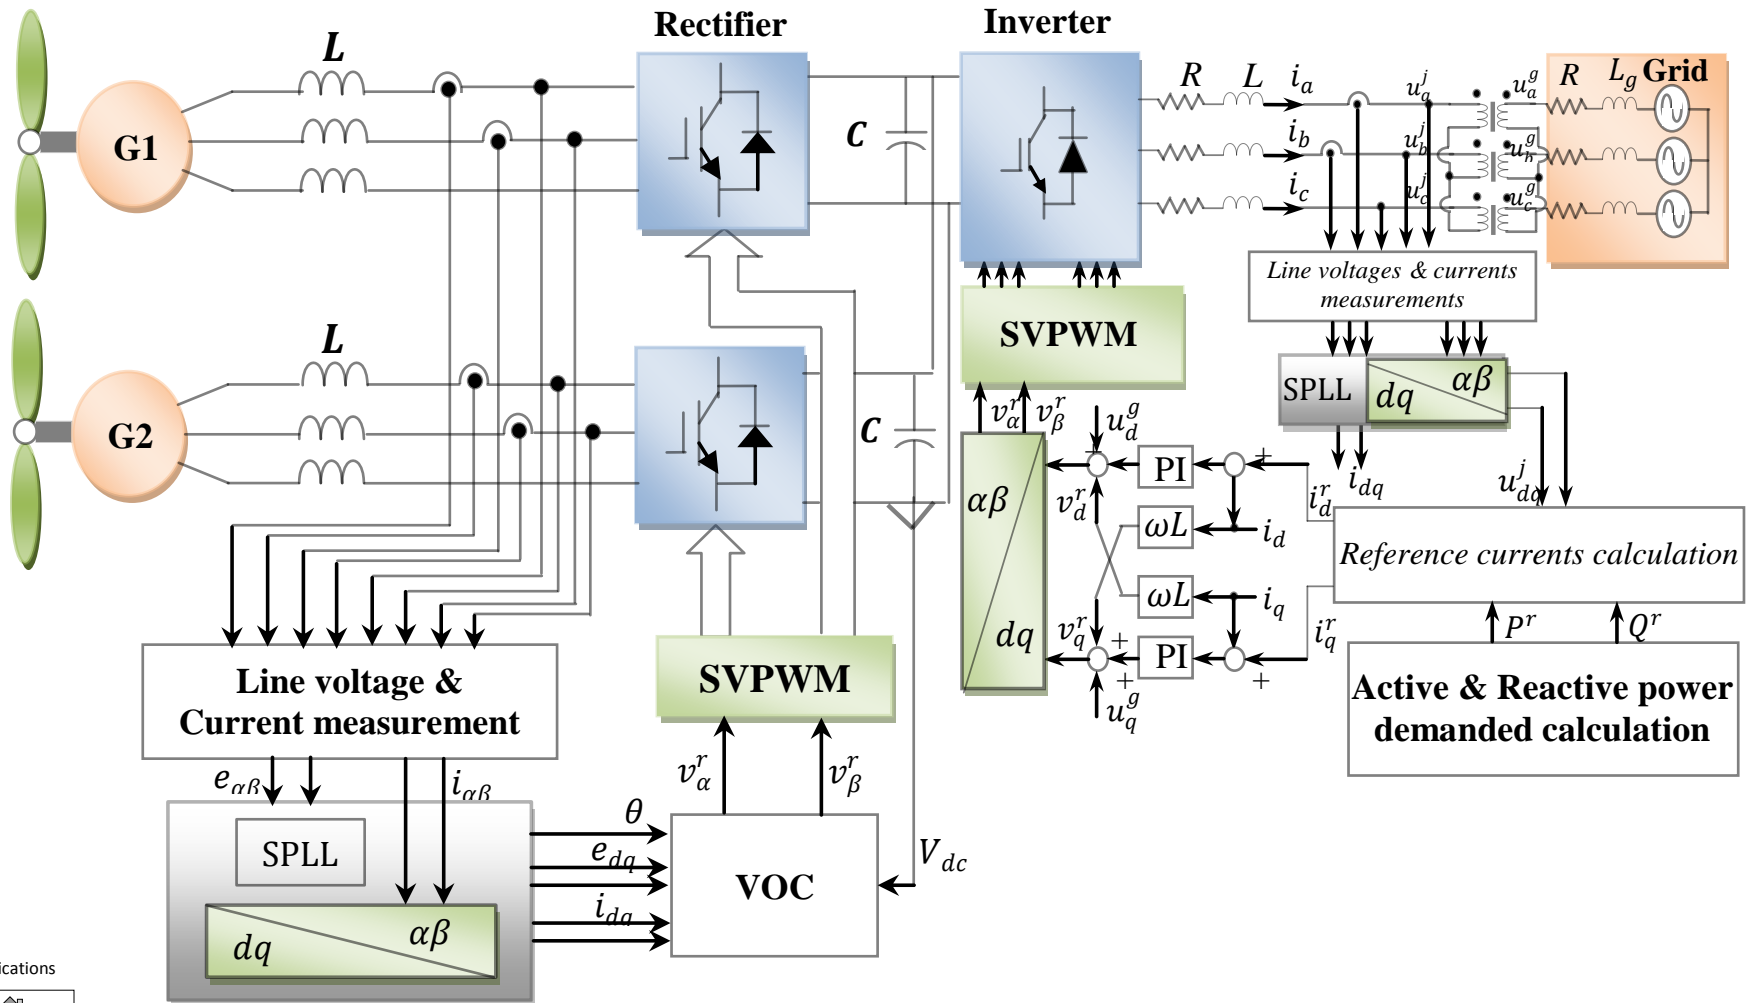 Rectifier
Inverter
L
G1
C
R
L
i_a
u_a^j
u_a^g
R
L_g
Grid
i_b
u_b^j
u_b^g
i_c
u_c^j
u_c^g
Line voltages & currents
measurements
SVPWM
L
G2
C
SPLL
dq
αβ
v_α^r
v_β^r
u_d^g
+
PI
+
αβ
v_d^r
i_d^r
i_dq
u_dq^j
ωL
i_d
Reference currents calculation
ωL
i_q
dq
v_q^r
+
PI
i_q^r
P^r
Q^r
+
+
u_q^g
Active & Reactive power
demanded calculation
Line voltage &
Current measurement
SVPWM
e_αβ
i_αβ
v_α^r
v_β^r
SPLL
θ
e_dq
i_dq
VOC
V_dc
dq
αβ
ications